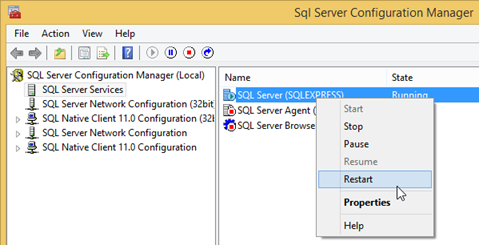 Sql Server Configuration Manager
File Action View Help
SQL Server Configuration Manager (Local)
SQL Server Services
SQL Server Network Configuration (32bit
SQL Native Client 11.0 Configuration (32b
SQL Server Network Configuration
SQL Native Client 11.0 Configuration
Name State
SQL Server (SQLEXPRESS) Running
SQL Server Agent (
SQL Server Browse
Start
Stop
Pause
Resume
Restart
Properties
Help